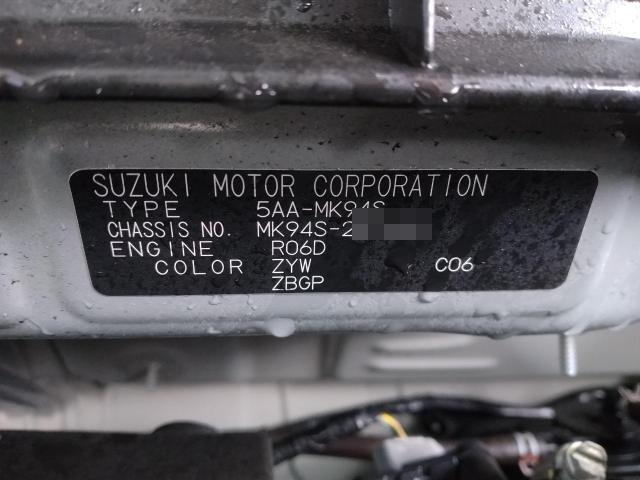 SUZUKI MOTOR CORPORATION
TYPE 5AA-MK94S
CHASSIS NO. MK94S-2
ENGINE R06D
COLOR ZYW C06
ZBGP